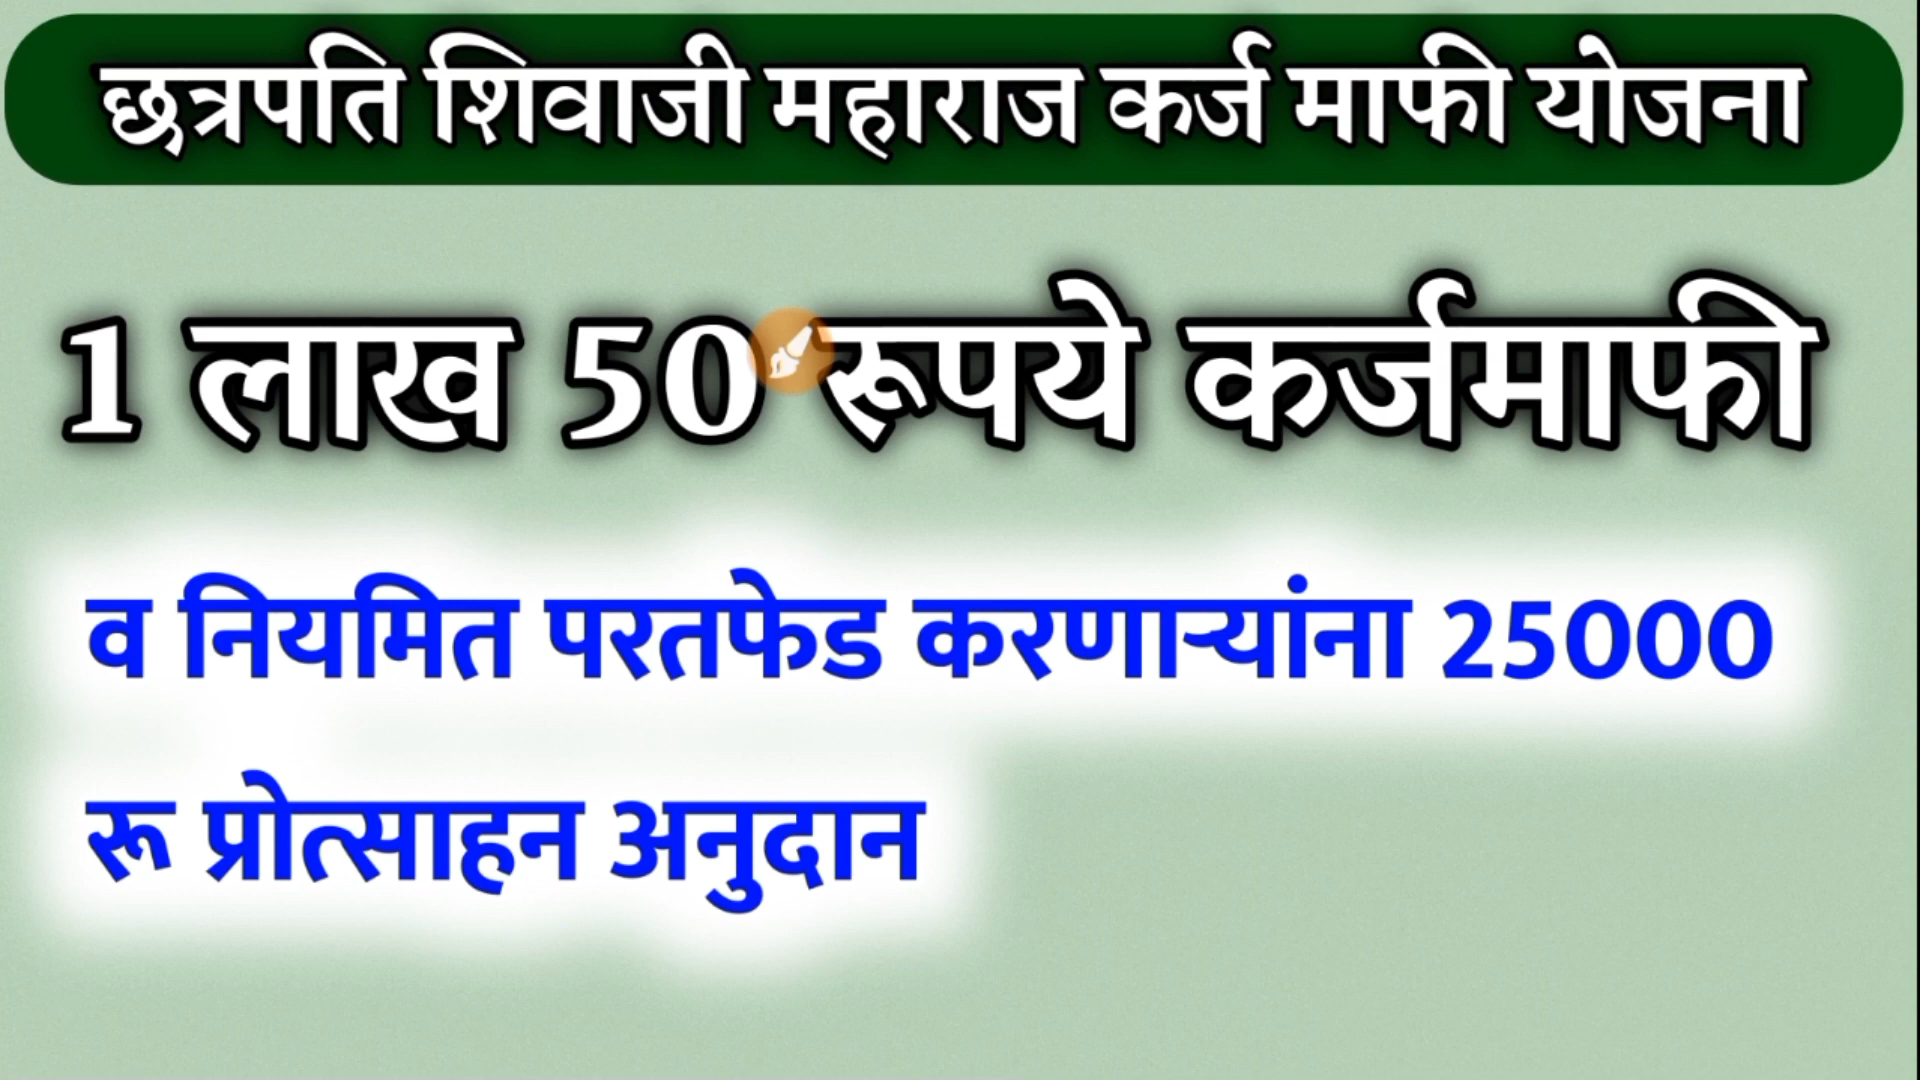 छत्रपति शिवाजी महाराज कर्ज माफी योजना
1 लाख 50 रूपये कर्जमाफी
व नियमित परतफेड करणाऱ्यांना 25000
रू प्रोत्साहन अनुदान